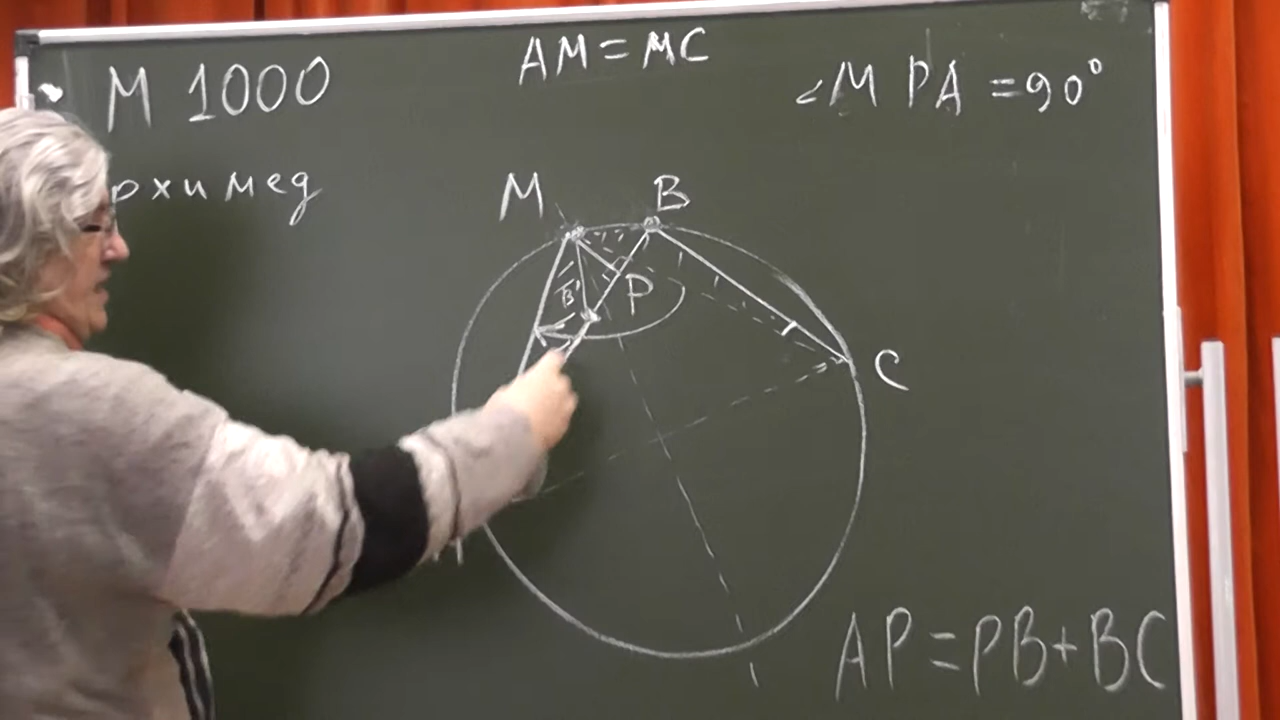 M 1000
AM = MC
∠MPA = 90°
рхимед
M
B
P
B'
C
AP = PB + BC